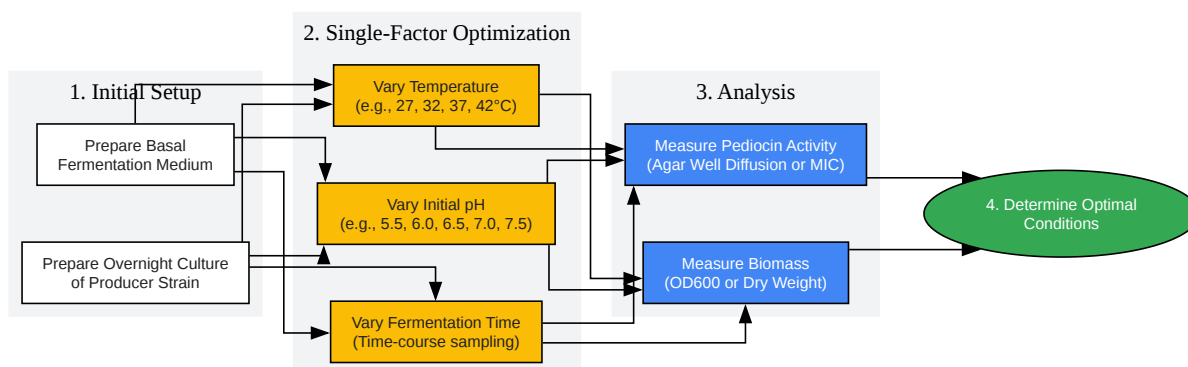 1. Initial Setup
Prepare Basal
Fermentation Medium
Prepare Overnight Culture
of Producer Strain
2. Single-Factor Optimization
Vary Temperature
(e.g., 27, 32, 37, 42°C)
Vary Initial pH
(e.g., 5.5, 6.0, 6.5, 7.0, 7.5)
Vary Fermentation Time
(Time-course sampling)
3. Analysis
Measure Pediocin Activity
(Agar Well Diffusion or MIC)
Measure Biomass
(OD600 or Dry Weight)
4. Determine Optimal
Conditions